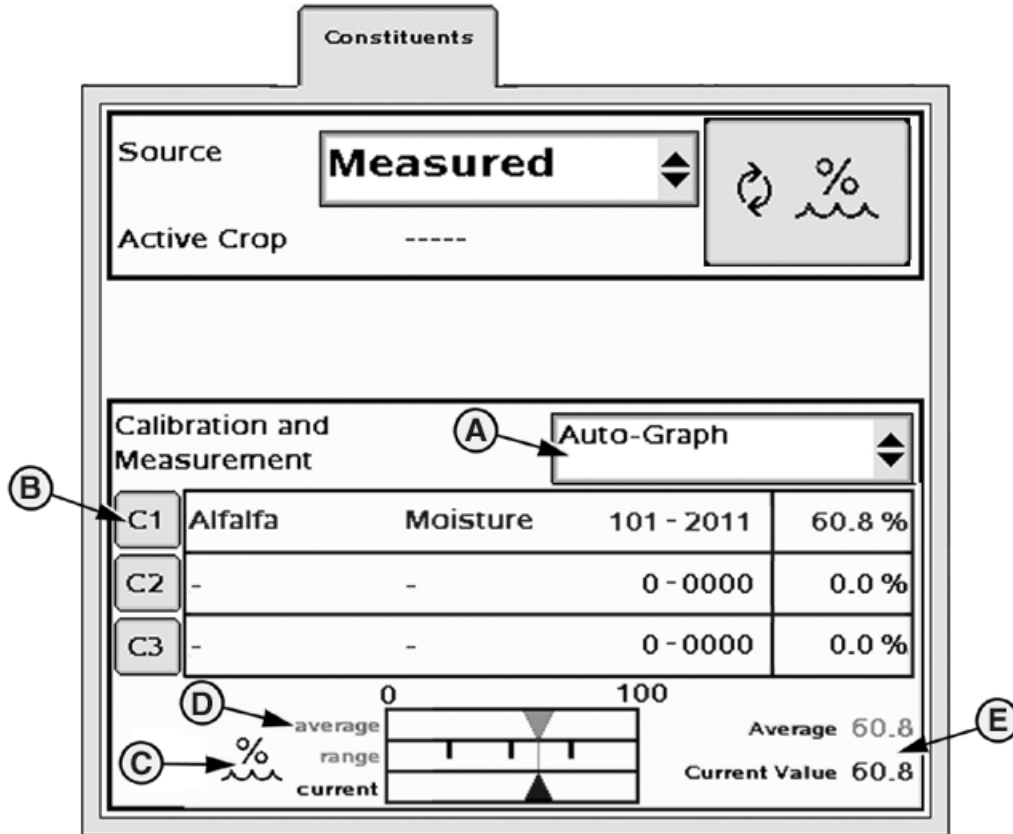 Constituents
Source
Measured
%
Active Crop
-----
Calibration and
Measurement
A
Auto-Graph
B
C1 Alfalfa Moisture 101 - 2011 60.8 %
C2 - - 0 - 0000 0.0 %
C3 - - 0 - 0000 0.0 %
0 100
D
average
range
current
C
%
Average 60.8
Current Value 60.8
E